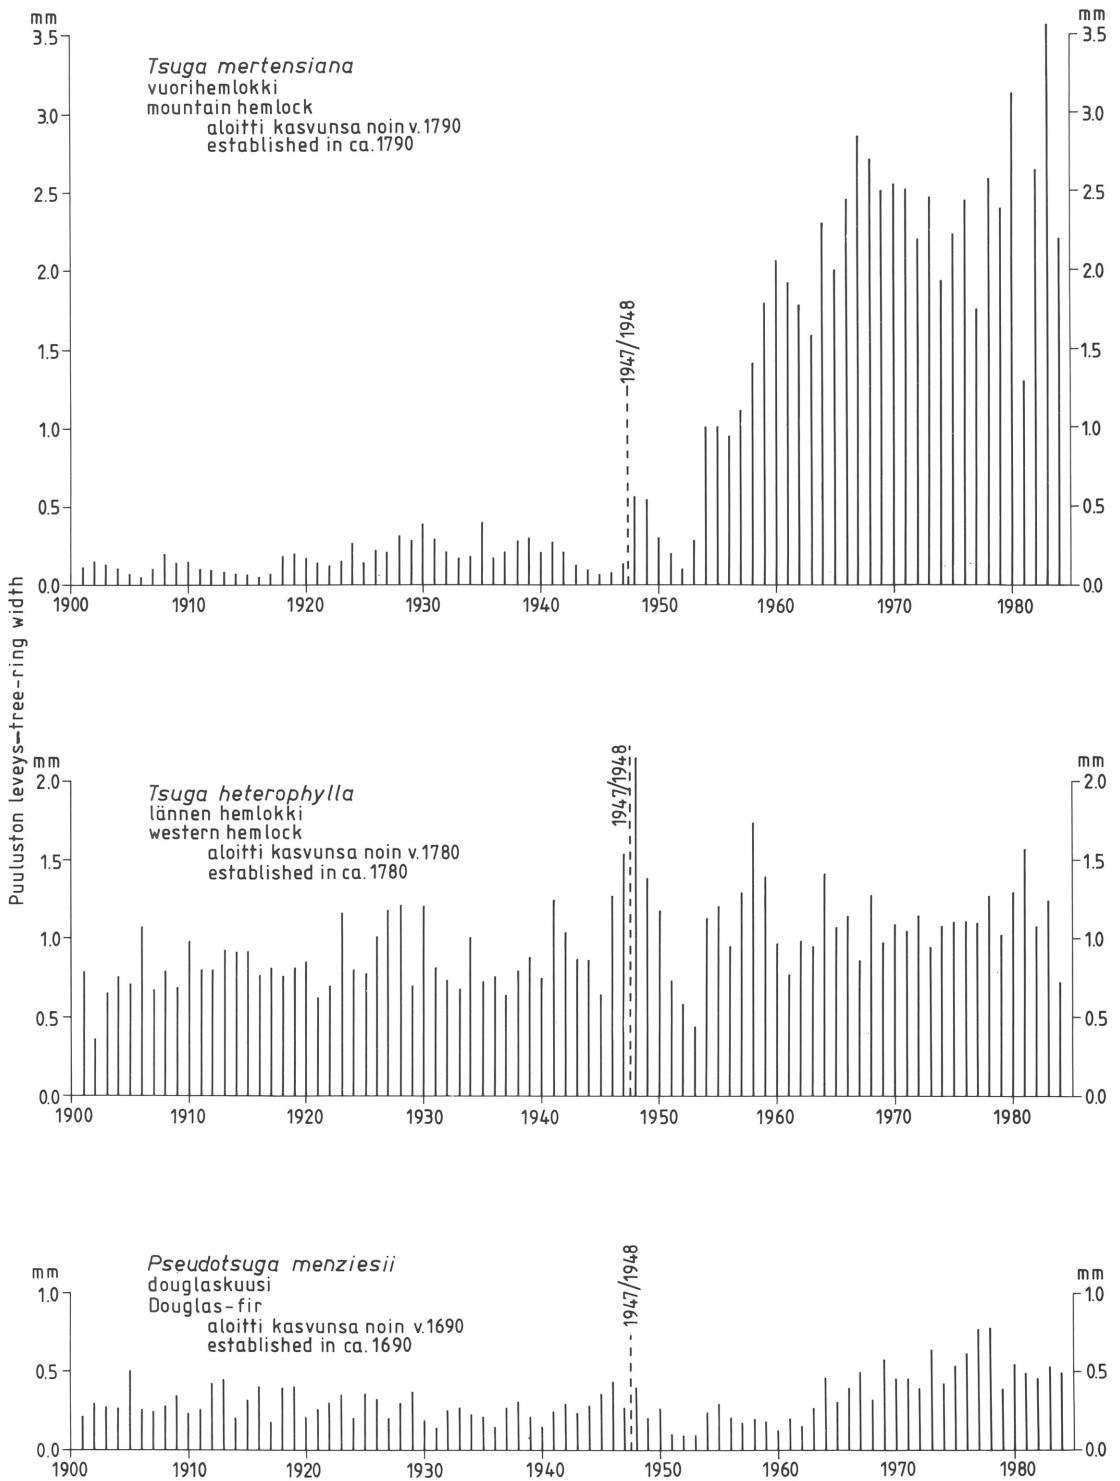 Puuluston leveys–tree-ring width
mm mm
3.5 3.5
Tsuga mertensiana
vuorihemlokki
mountain hemlock
3.0 3.0
aloitti kasvunsa noin v.1790
established in ca.1790
2.5 2.5
2.0 2.0
1947/1948
1.5 1.5
1.0 1.0
0.5 0.5
0.0 0.0
1900 1910 1920 1930 1940 1950 1960 1970 1980
mm mm
2.0 2.0
1947/1948
Tsuga heterophylla
lännen hemlokki
western hemlock
aloitti kasvunsa noin v.1780
1.5 1.5
established in ca.1780
1.0 1.0
0.5 0.5
0.0 0.0
1900 1910 1920 1930 1940 1950 1960 1970 1980
mm mm
1947/1948
Pseudotsuga menziesii
douglaskuusi
1.0 1.0
Douglas-fir
aloitti kasvunsa noin v.1690
established in ca.1690
0.5 0.5
0.0 0.0
1900 1910 1920 1930 1940 1950 1960 1970 1980